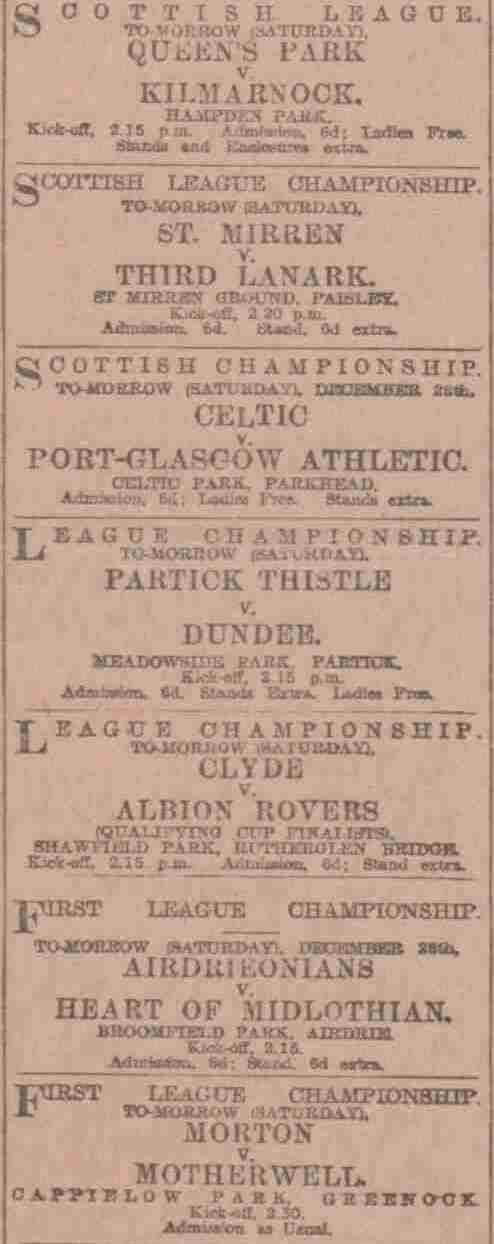 SCOTTISH LEAGUE.
TO-MORROW (SATURDAY),
QUEEN'S PARK
v.
KILMARNOCK.
HAMPDEN PARK.
Kick-off, 2.15 p.m. Admission, 6d; Ladies Free.
Stands and Enclosures extra.
SCOTTISH LEAGUE CHAMPIONSHIP.
TO-MORROW (SATURDAY),
ST. MIRREN
V.
THIRD LANARK.
ST MIRREN GROUND, PAISLEY.
Kick-off, 2.20 p.m.
Admission, 6d. Stand, 6d extra.
SCOTTISH CHAMPIONSHIP.
TO-MORROW (SATURDAY), DECEMBER 28th,
CELTIC
v.
PORT-GLASGOW ATHLETIC.
CELTIC PARK, PARKHEAD.
Admission, 6d; Ladies Free. Stands extra.
LEAGUE CHAMPIONSHIP.
TO-MORROW (SATURDAY),
PARTICK THISTLE
v.
DUNDEE.
MEADOWSIDE PARK, PARTICK.
Kick-off, 2.15 p.m.
Admission, 6d. Stands Extra. Ladies Free.
LEAGUE CHAMPIONSHIP.
TO-MORROW (SATURDAY),
CLYDE
V.
ALBION ROVERS
(QUALIFYING CUP FINALISTS),
SHAWFIELD PARK, RUTHERGLEN BRIDGE.
Kick-off, 2.15 p.m. Admission, 6d; Stand extra.
FIRST LEAGUE CHAMPIONSHIP.
TO-MORROW (SATURDAY), DECEMBER 28th,
AIRDRIEONIANS
v.
HEART OF MIDLOTHIAN.
BROOMFIELD PARK, AIRDRIE.
Kick-off, 2.15.
Admission, 6d; Stand, 6d extra.
FIRST LEAGUE CHAMPIONSHIP.
TO-MORROW (SATURDAY),
MORTON
V.
MOTHERWELL.
CAPPIELOW PARK, GREENOCK
Kick-off, 2.30.
Admission as Usual.